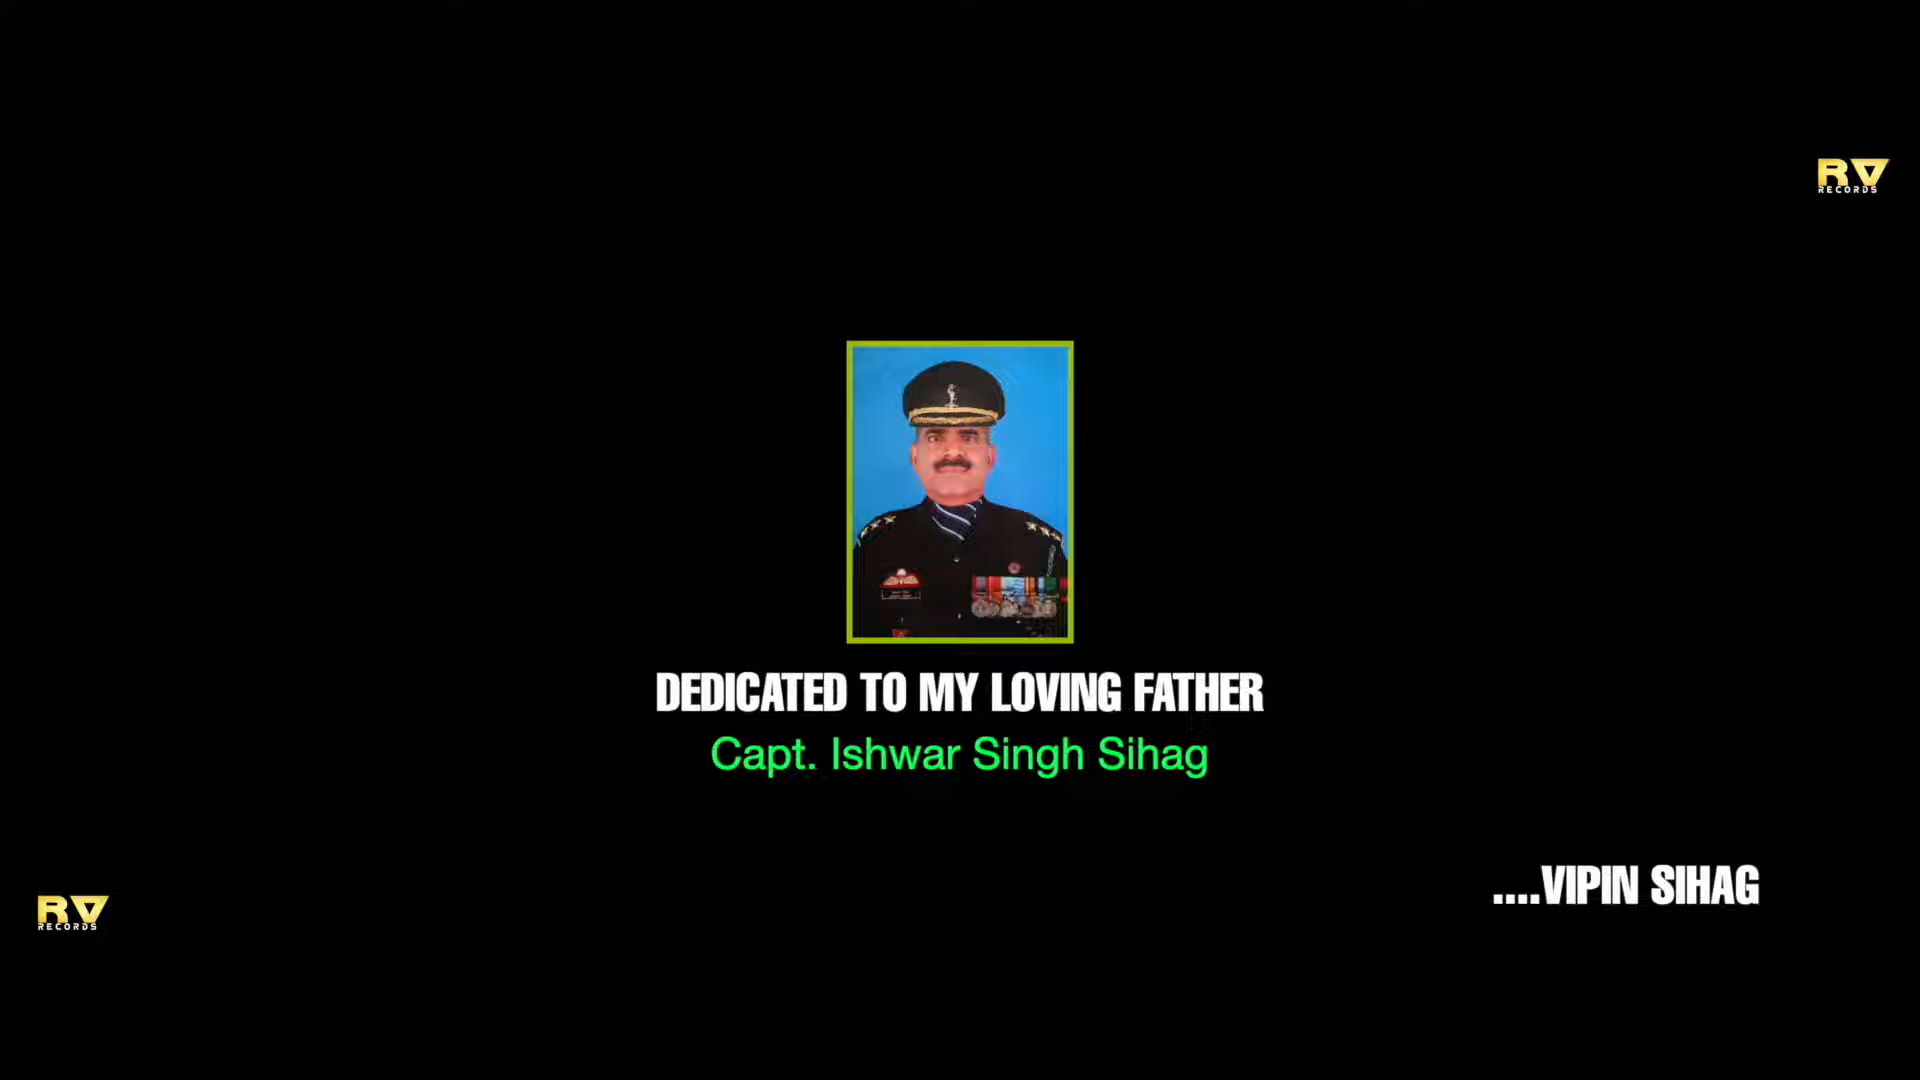 RV
RECORDS
DEDICATED TO MY LOVING FATHER
Capt. Ishwar Singh Sihag
....VIPIN SIHAG
RV
RECORDS